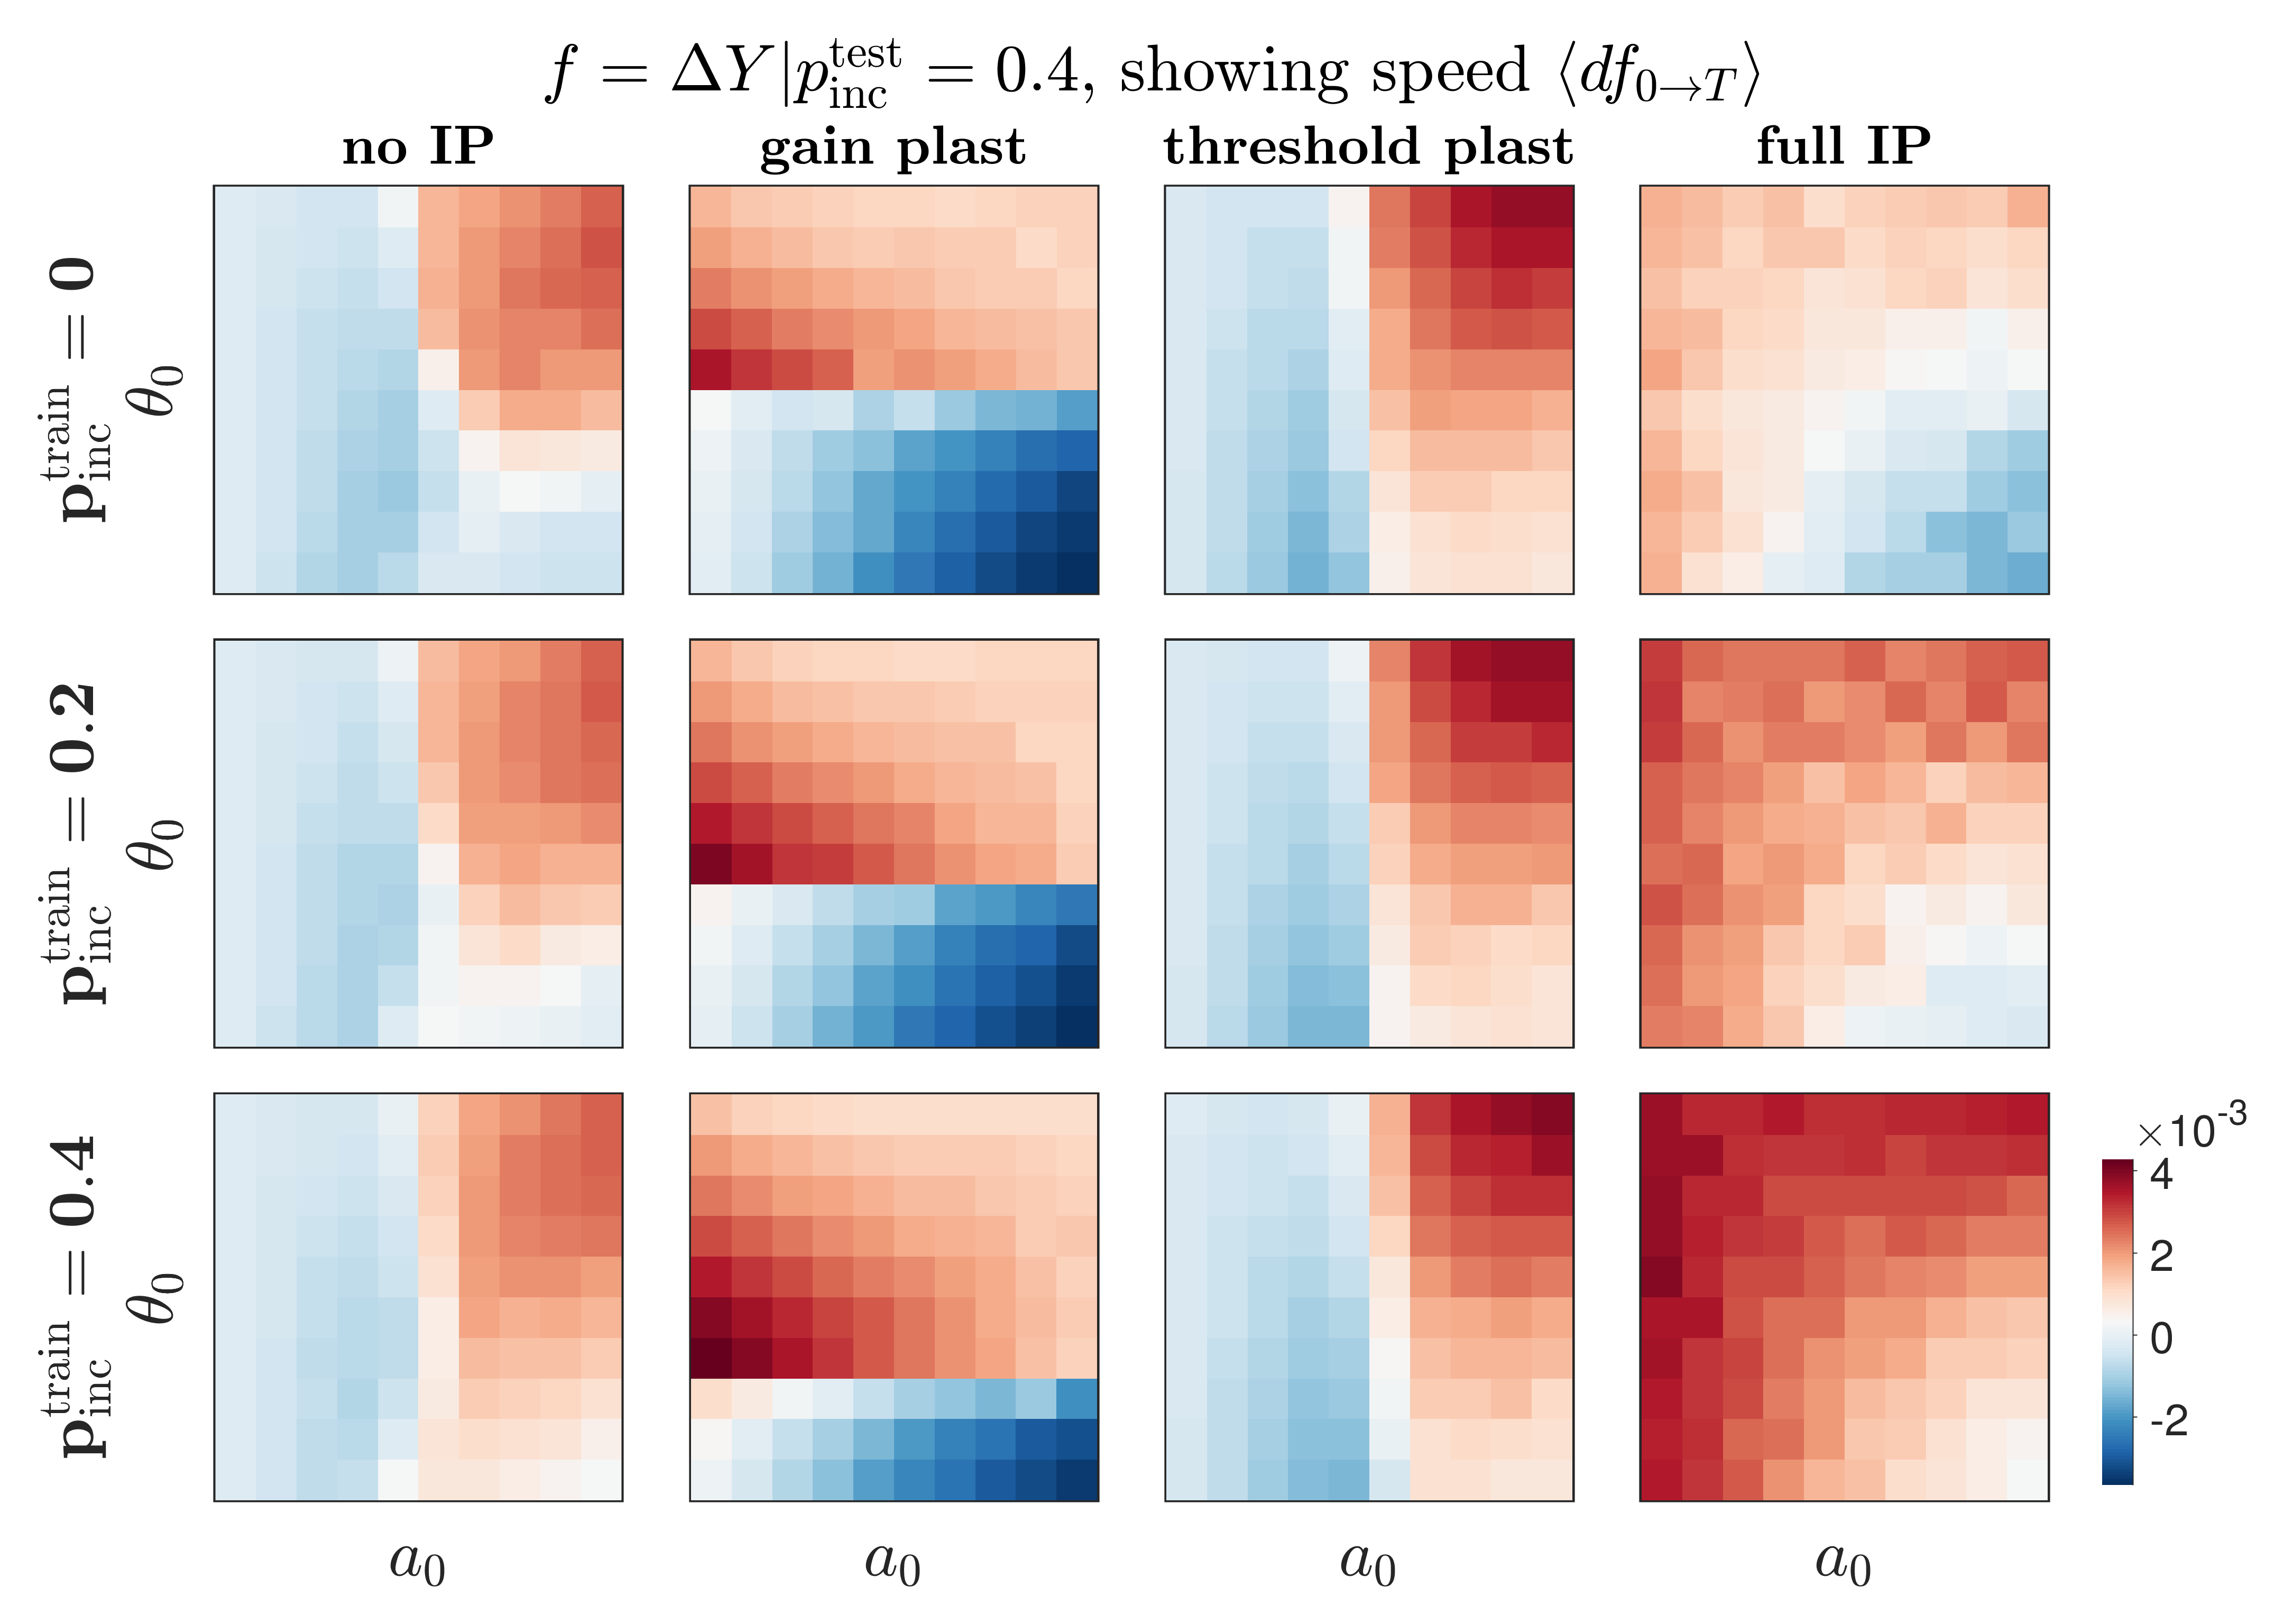 f = ΔY|p_inc^test = 0.4, showing speed ⟨df_0→T⟩
no IP gain plast threshold plast full IP
p_inc^train = 0
θ_0
p_inc^train = 0.2
θ_0
p_inc^train = 0.4
θ_0
×10^-3
4
2
0
-2
a_0 a_0 a_0 a_0